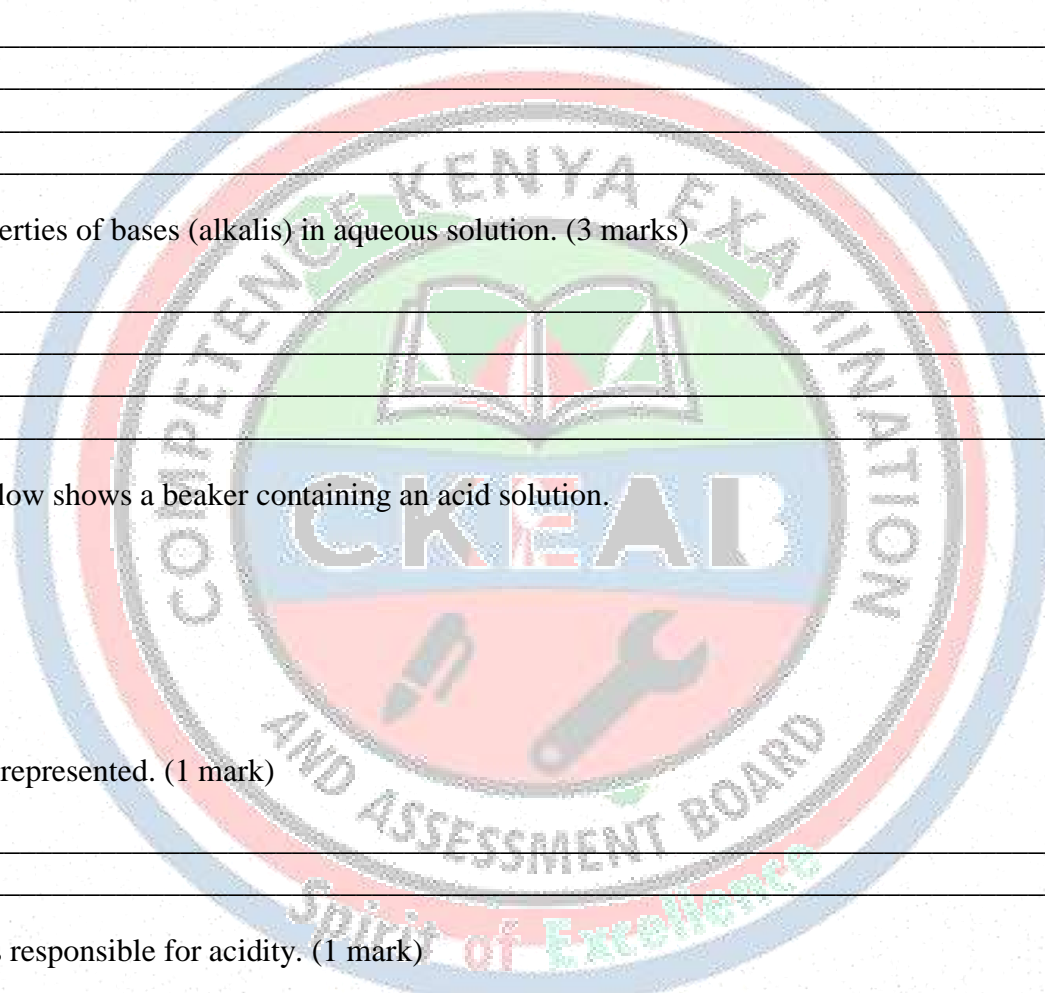 COMPETENCE KENYA EXAMINATION
erties of bases (alkalis) in aqueous solution. (3 marks)
low shows a beaker containing an acid solution.
CKEAB
represented. (1 mark)
AND ASSESSMENT BOARD
Spirit of Excellence
responsible for acidity. (1 mark)